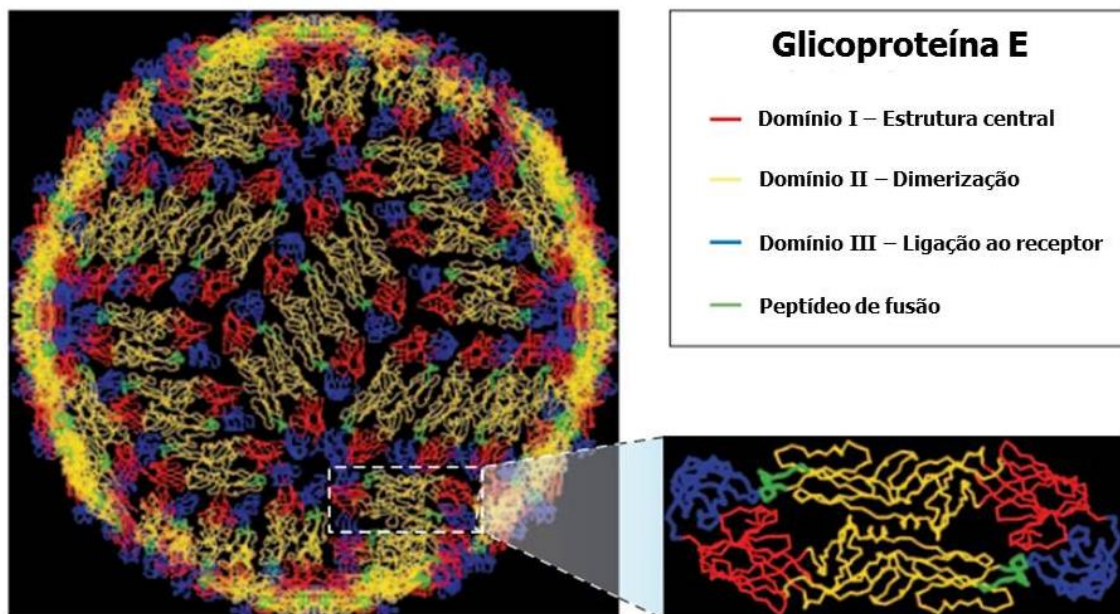 Glicoproteína E
Domínio I – Estrutura central
Domínio II – Dimerização
Domínio III – Ligação ao receptor
Peptídeo de fusão